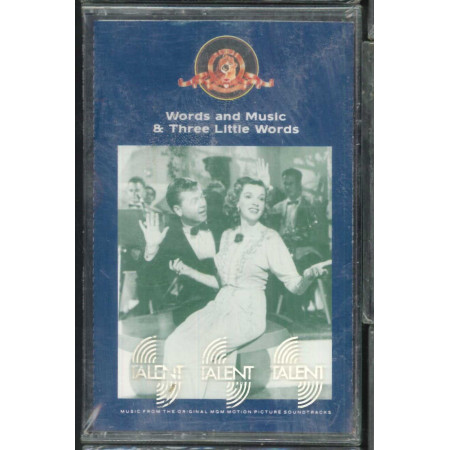 Words and Music
& Three Little Words
TALENT TALENT TALENT
MUSIC FROM THE ORIGINAL MGM MOTION PICTURE SOUNDTRACKS